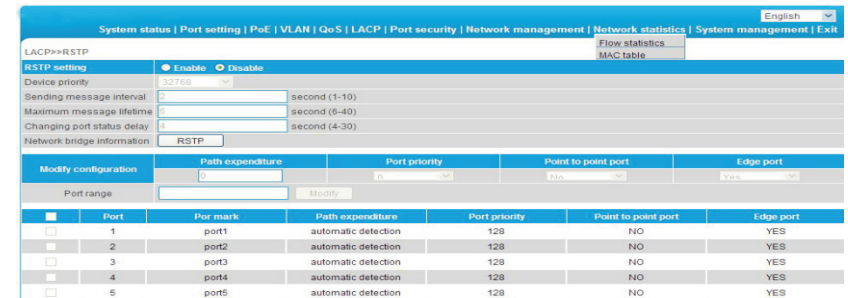 English
System status | Port setting | PoE | VLAN | QoS | LACP | Port security | Network management | Network statistics | System management | Exit
Flow statistics
MAC table
LACP>>RSTP
RSTP setting Enable Disable
Device priority 32768
Sending message interval 2 second (1-10)
Maximum message lifetime 6 second (6-40)
Changing port status delay 4 second (4-30)
Network bridge information RSTP
Modify configuration Path expenditure Port priority Point to point port Edge port
0 0 No Yes
Port range Modify
Port Por mark Path expenditure Port priority Point to point port Edge port
1 port1 automatic detection 128 NO YES
2 port2 automatic detection 128 NO YES
3 port3 automatic detection 128 NO YES
4 port4 automatic detection 128 NO YES
5 port5 automatic detection 128 NO YES